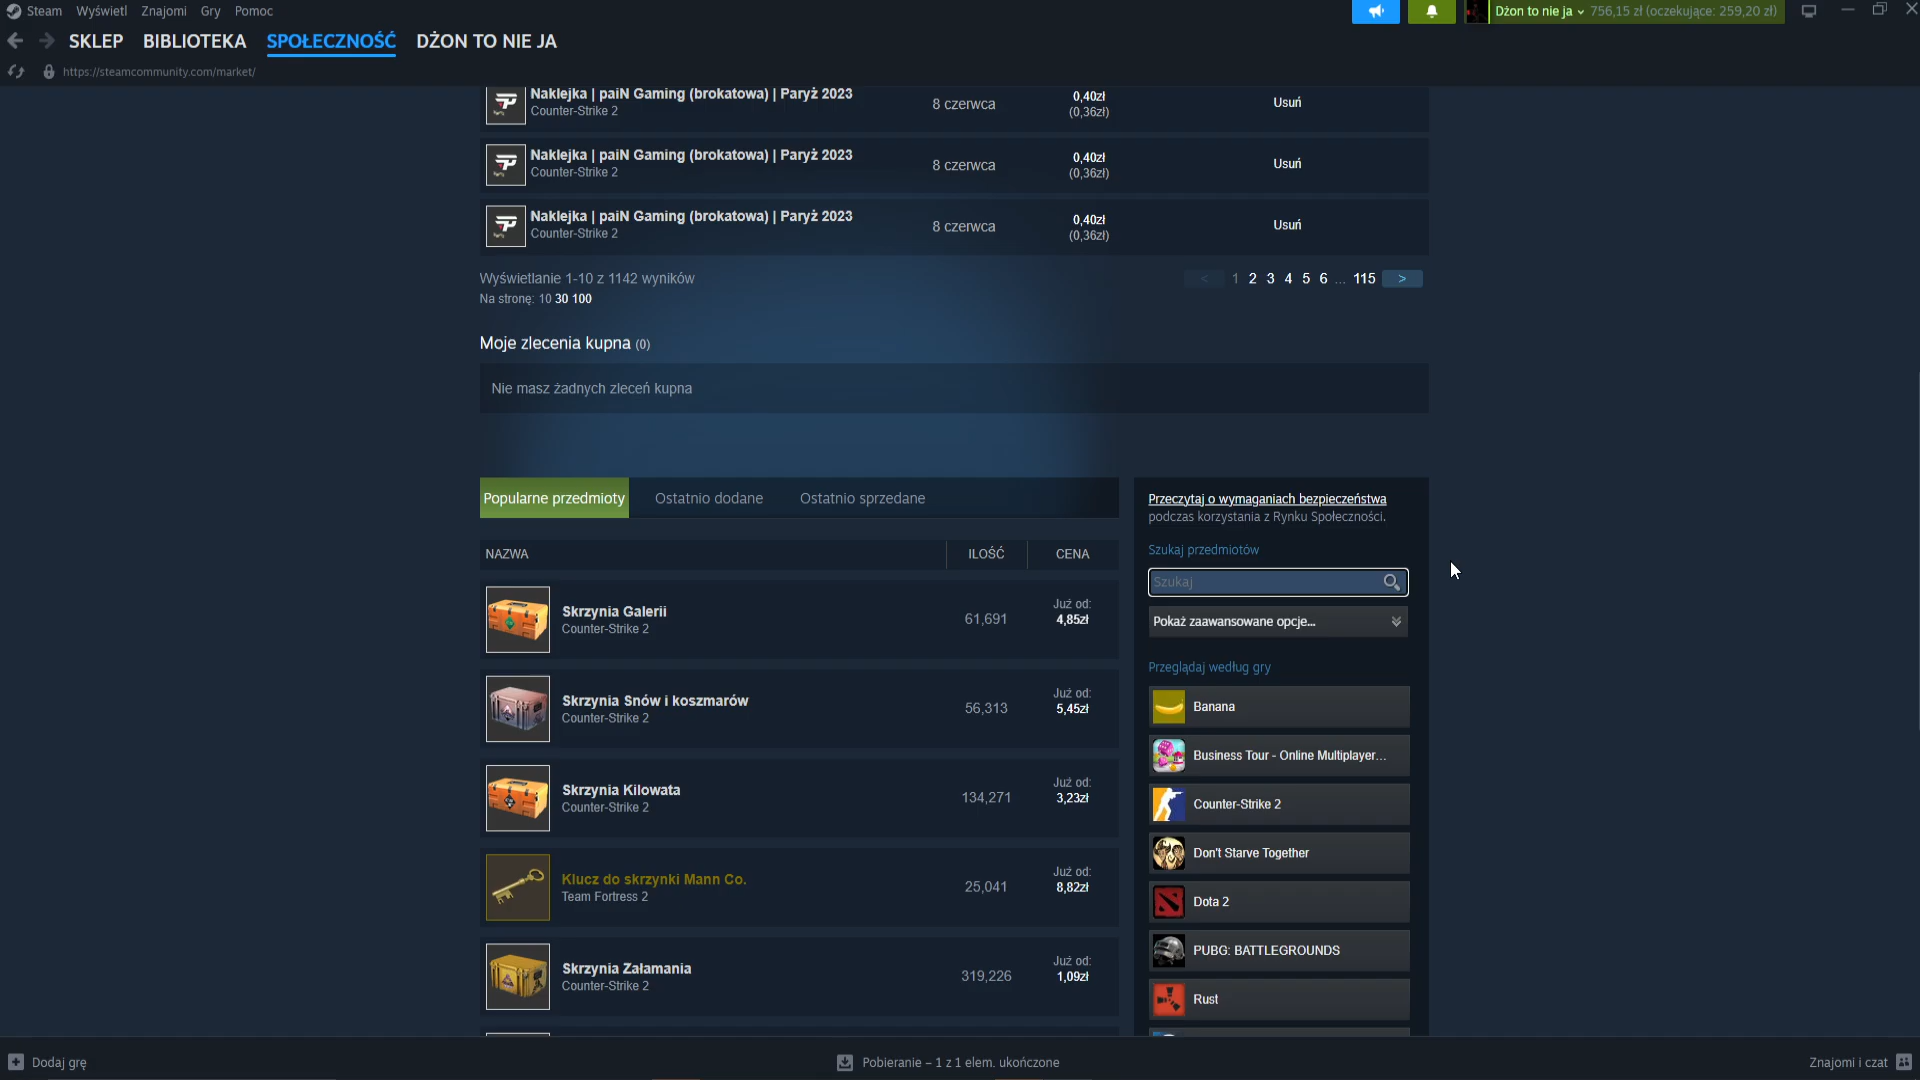 Steam Wyświetl Znajomi Gry Pomoc
Dżon to nie ja 756,15 zł (oczekujące: 259,20 zł)
SKLEP BIBLIOTEKA SPOŁECZNOŚĆ DŻON TO NIE JA
https://steamcommunity.com/market/
Naklejka | paiN Gaming (brokatowa) | Paryż 2023
Counter-Strike 2
8 czerwca
0,40zł
(0,36zł)
Usuń
Naklejka | paiN Gaming (brokatowa) | Paryż 2023
Counter-Strike 2
8 czerwca
0,40zł
(0,36zł)
Usuń
Naklejka | paiN Gaming (brokatowa) | Paryż 2023
Counter-Strike 2
8 czerwca
0,40zł
(0,36zł)
Usuń
Wyświetlanie 1-10 z 1142 wyników
< 1 2 3 4 5 6 ... 115 >
Na stronę: 10 30 100
Moje zlecenia kupna (0)
Nie masz żadnych zleceń kupna
Popularne przedmioty Ostatnio dodane Ostatnio sprzedane
NAZWA ILOŚĆ CENA
Skrzynia Galerii
Counter-Strike 2
61,691
Już od:
4,85zł
Skrzynia Snów i koszmarów
Counter-Strike 2
56,313
Już od:
5,45zł
Skrzynia Kilowata
Counter-Strike 2
134,271
Już od:
3,23zł
Klucz do skrzynki Mann Co.
Team Fortress 2
25,041
Już od:
8,82zł
Skrzynia Załamania
Counter-Strike 2
319,226
Już od:
1,09zł
Przeczytaj o wymaganiach bezpieczeństwa
podczas korzystania z Rynku Społeczności.
Szukaj przedmiotów
Szukaj
Pokaż zaawansowane opcje...
Przeglądaj według gry
Banana
Business Tour - Online Multiplayer...
Counter-Strike 2
Don't Starve Together
Dota 2
PUBG: BATTLEGROUNDS
Rust
Dodaj grę
Pobieranie – 1 z 1 elem. ukończone
Znajomi i czat